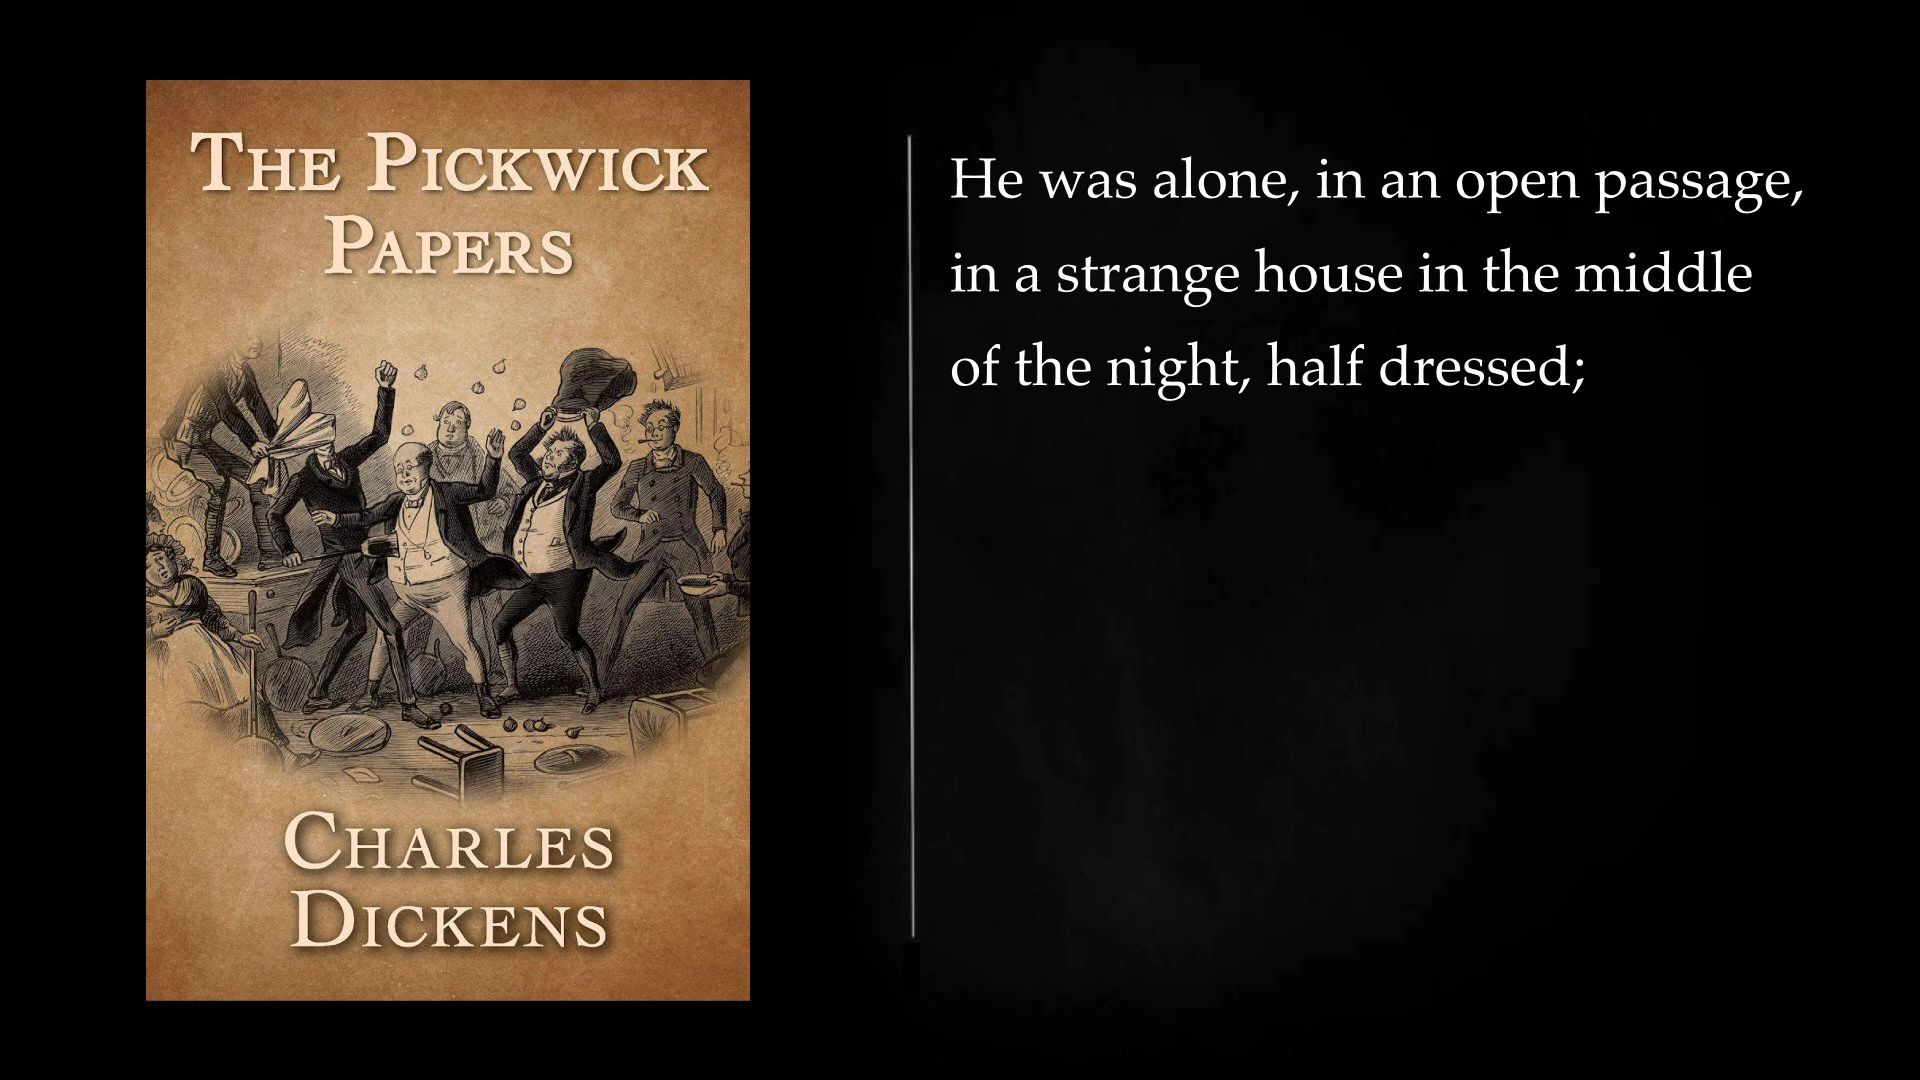 The Pickwick
Papers
Charles
Dickens
He was alone, in an open passage,
in a strange house in the middle
of the night, half dressed;